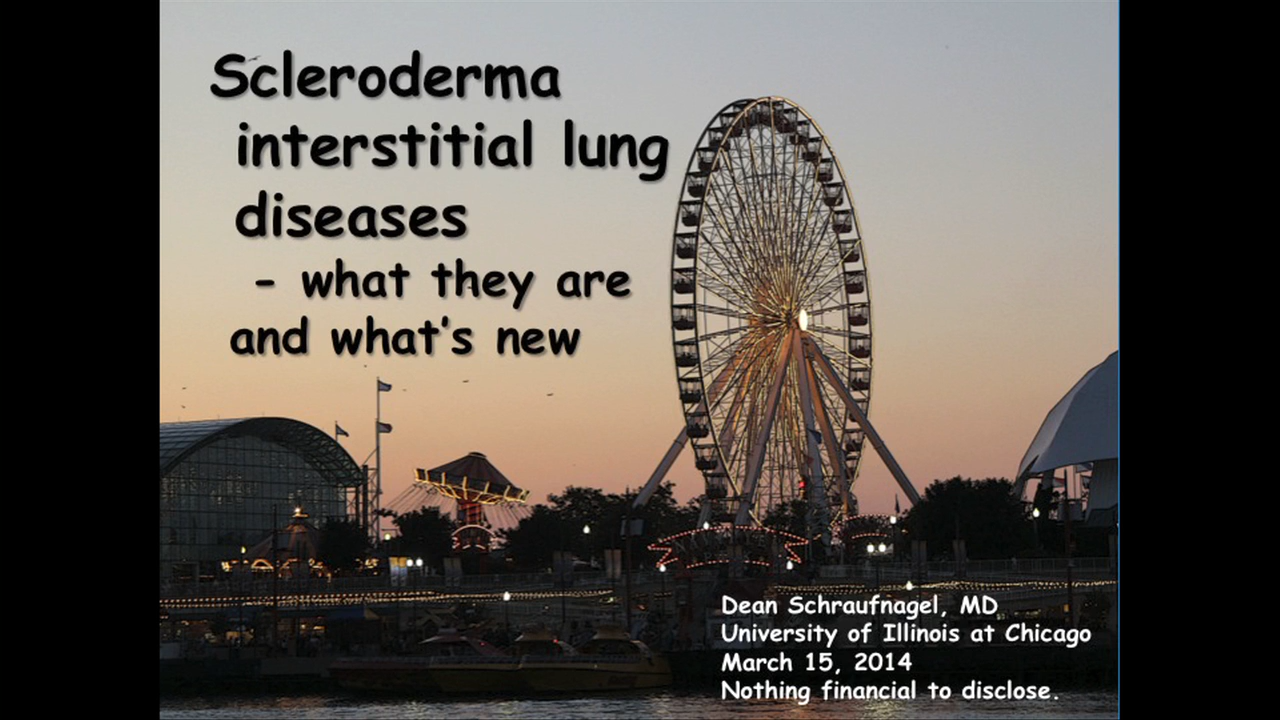 Scleroderma
interstitial lung
diseases
- what they are
and what's new
Dean Schraufnagel, MD
University of Illinois at Chicago
March 15, 2014
Nothing financial to disclose.